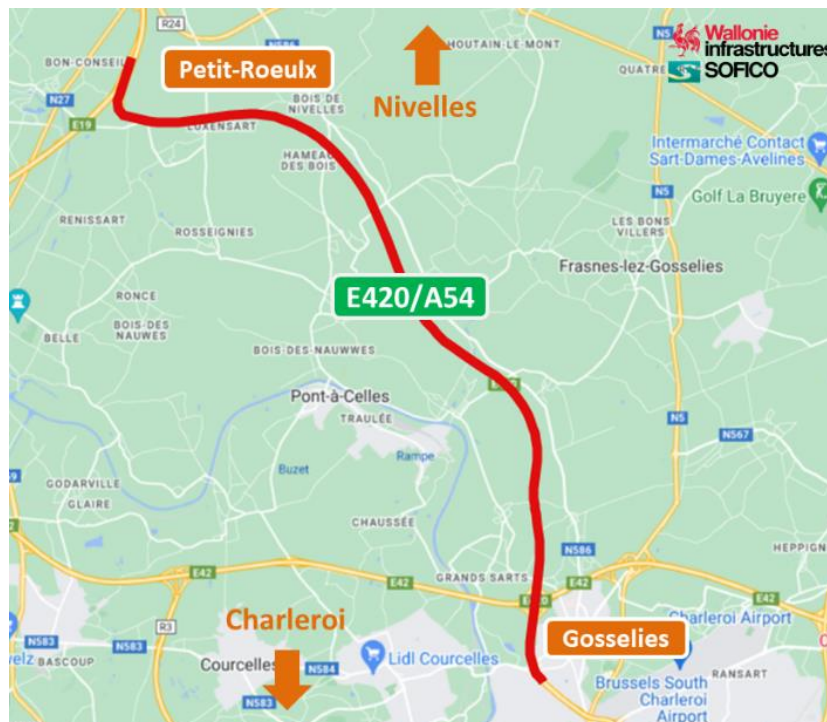 R24
N5
Wallonie
infrastructures
SOFICO
HOUTAIN-LE-MONT
BON-CONSEIL
Petit-Roeulx
Nivelles
N27
BOIS DE
NIVELLES
E19
LUXENSART
Intermarché Contact
Sart-Dames-Avelines
HAMEAU
DES BOIS
N5
Golf La Bruyere
RENISSART
ROSSEIGNIES
LES BONS
VILLERS
Frasnes-lez-Gosselies
RONCE
E420/A54
BOIS-DES
NAUWES
BELLE
BOIS-DES-NAUWWES
Pont-à-Celles
TRAULÉE
N5
N567
Buzet
Rampe
GODARVILLE
GLAIRE
CHAUSSÉE
N586
HEPPIGN
E42
E42
GRANDS SARTS
E42
Charleroi
R3
Gosselies
Charleroi Airport
N583
N583
BASCOUP
Courcelles
N584
Lidl Courcelles
N583
Brussels South
Charleroi
Airport
RANSART